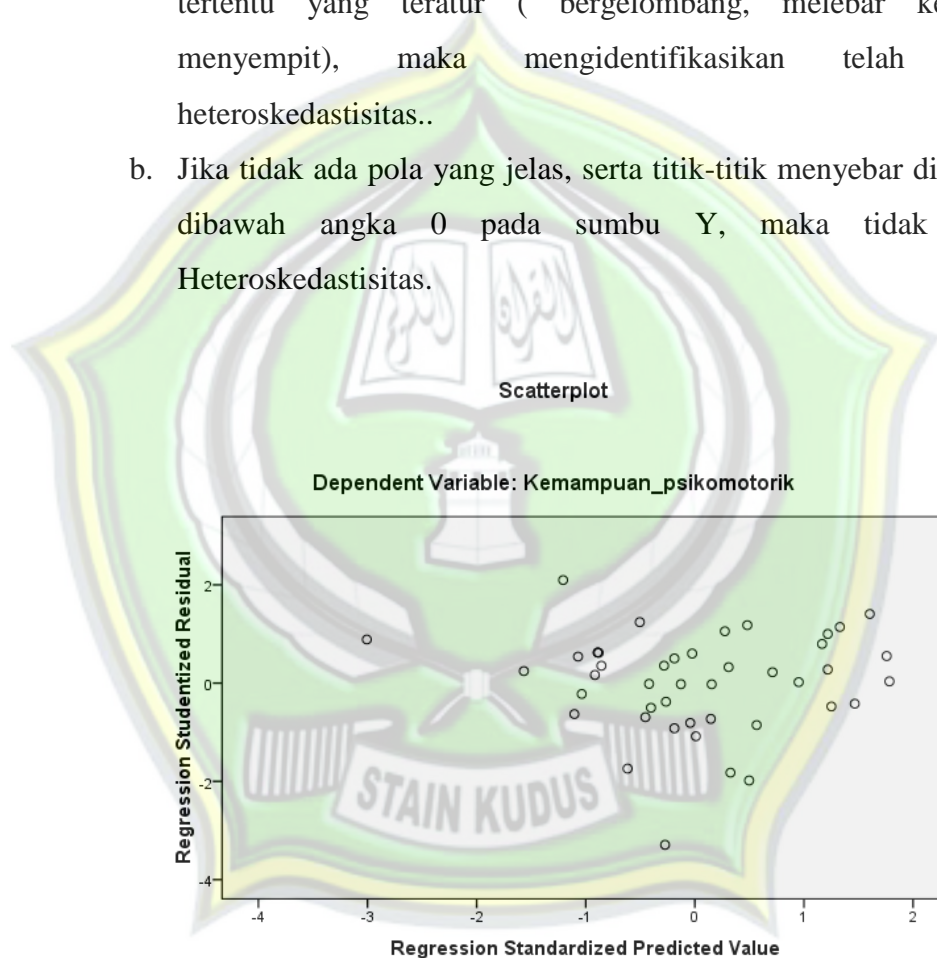 tertentu yang teratur ( bergelombang, melebar
menyempit), maka mengidentifikasikan telah
heteroskedastisitas..
b. Jika tidak ada pola yang jelas, serta titik-titik menyebar
dibawah angka 0 pada sumbu Y, maka tidak
Heteroskedastisitas.
Scatterplot
Dependent Variable: Kemampuan_psikomotorik
Regression Studentized Residual
2
0
-2
-4
STAIN KUDUS
-4 -3 -2 -1 0 1 2
Regression Standardized Predicted Value